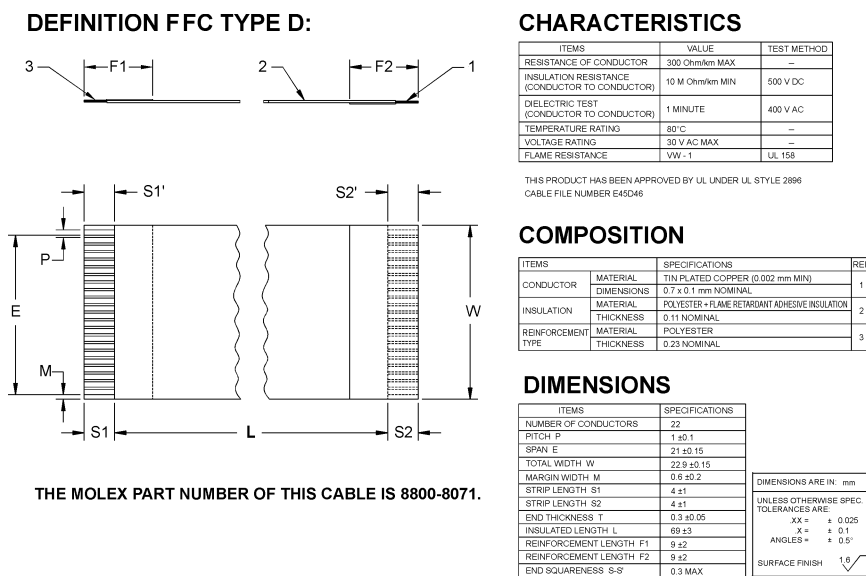 DEFINITION FFC TYPE D:
3
F1
2
F2
1
S1'
S2'
P
E
W
M
S1
L
S2
THE MOLEX PART NUMBER OF THIS CABLE IS 8800-8071.
CHARACTERISTICS
ITEMS VALUE TEST METHOD
RESISTANCE OF CONDUCTOR 300 Ohm/km MAX –
INSULATION RESISTANCE
(CONDUCTOR TO CONDUCTOR) 10 M Ohm/km MIN 500 V DC
DIELECTRIC TEST
(CONDUCTOR TO CONDUCTOR) 1 MINUTE 400 V AC
TEMPERATURE RATING 80°C –
VOLTAGE RATING 30 V AC MAX –
FLAME RESISTANCE VW - 1 UL 158
THIS PRODUCT HAS BEEN APPROVED BY UL UNDER UL STYLE 2896
CABLE FILE NUMBER E45D46
COMPOSITION
ITEMS SPECIFICATIONS RE
CONDUCTOR MATERIAL TIN PLATED COPPER (0.002 mm MIN) 1
DIMENSIONS 0.7 x 0.1 mm NOMINAL
INSULATION MATERIAL POLYESTER + FLAME RETARDANT ADHESIVE INSULATION 2
THICKNESS 0.11 NOMINAL
REINFORCEMENT TYPE MATERIAL POLYESTER 3
THICKNESS 0.23 NOMINAL
DIMENSIONS
ITEMS SPECIFICATIONS
NUMBER OF CONDUCTORS 22
PITCH P 1 ±0.1
SPAN E 21 ±0.15
TOTAL WIDTH W 22.9 ±0.15
MARGIN WIDTH M 0.6 ±0.2
STRIP LENGTH S1 4 ±1
STRIP LENGTH S2 4 ±1
END THICKNESS T 0.3 ±0.05
INSULATED LENGTH L 69 ±3
REINFORCEMENT LENGTH F1 9 ±2
REINFORCEMENT LENGTH F2 9 ±2
END SQUARENESS S-S' 0.3 MAX
DIMENSIONS ARE IN: mm
UNLESS OTHERWISE SPEC.
TOLERANCES ARE:
.XX = ± 0.025
.X = ± 0.1
ANGLES = ± 0.5°
SURFACE FINISH 1.6